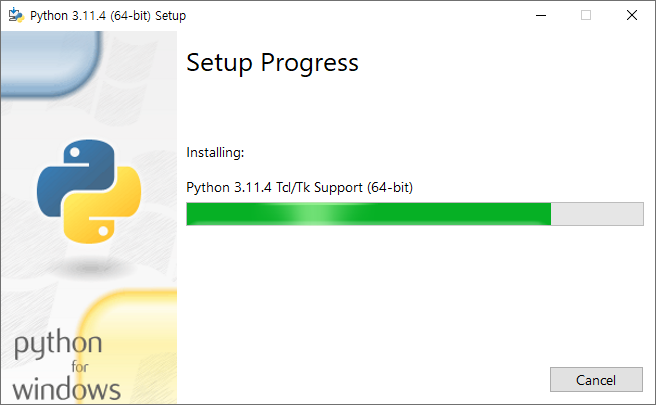 Python 3.11.4 (64-bit) Setup
Setup Progress
Installing:
Python 3.11.4 Tcl/Tk Support (64-bit)
python
for
windows
Cancel